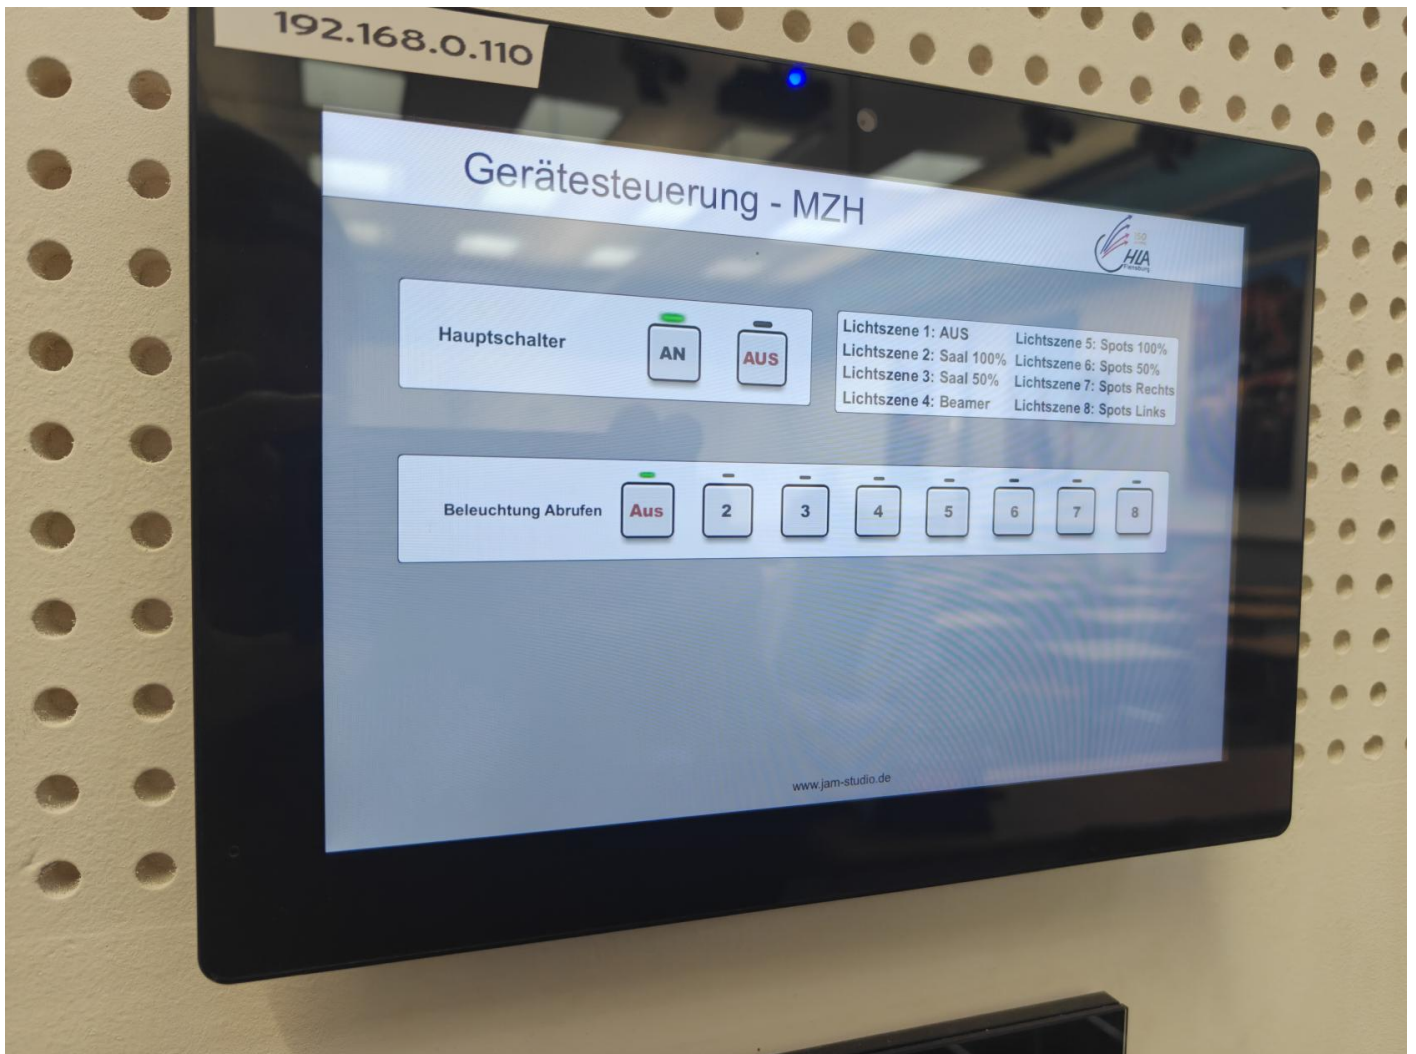 192.168.0.110
Gerätesteuerung - MZH
HLA
Hauptschalter
AN
AUS
Lichtszene 1: AUS
Lichtszene 2: Saal 100%
Lichtszene 3: Saal 50%
Lichtszene 4: Beamer
Lichtszene 5: Spots 100%
Lichtszene 6: Spots 50%
Lichtszene 7: Spots Rechts
Lichtszene 8: Spots Links
Beleuchtung Abrufen
Aus 2 3 4 5 6 7 8
www.jam-studio.de